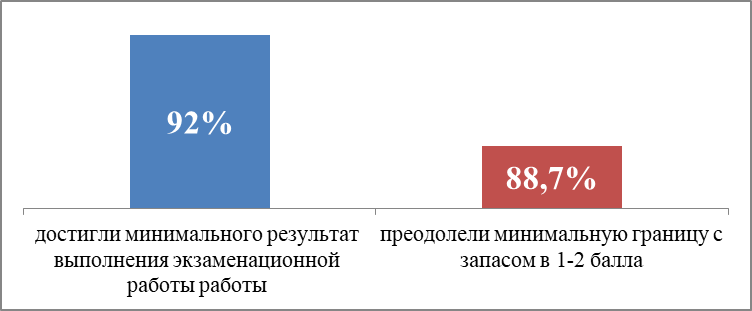 92%
88,7%
достигли минимального результат
выполнения экзаменационной
работы работы
преодолели минимальную границу с
запасом в 1-2 балла